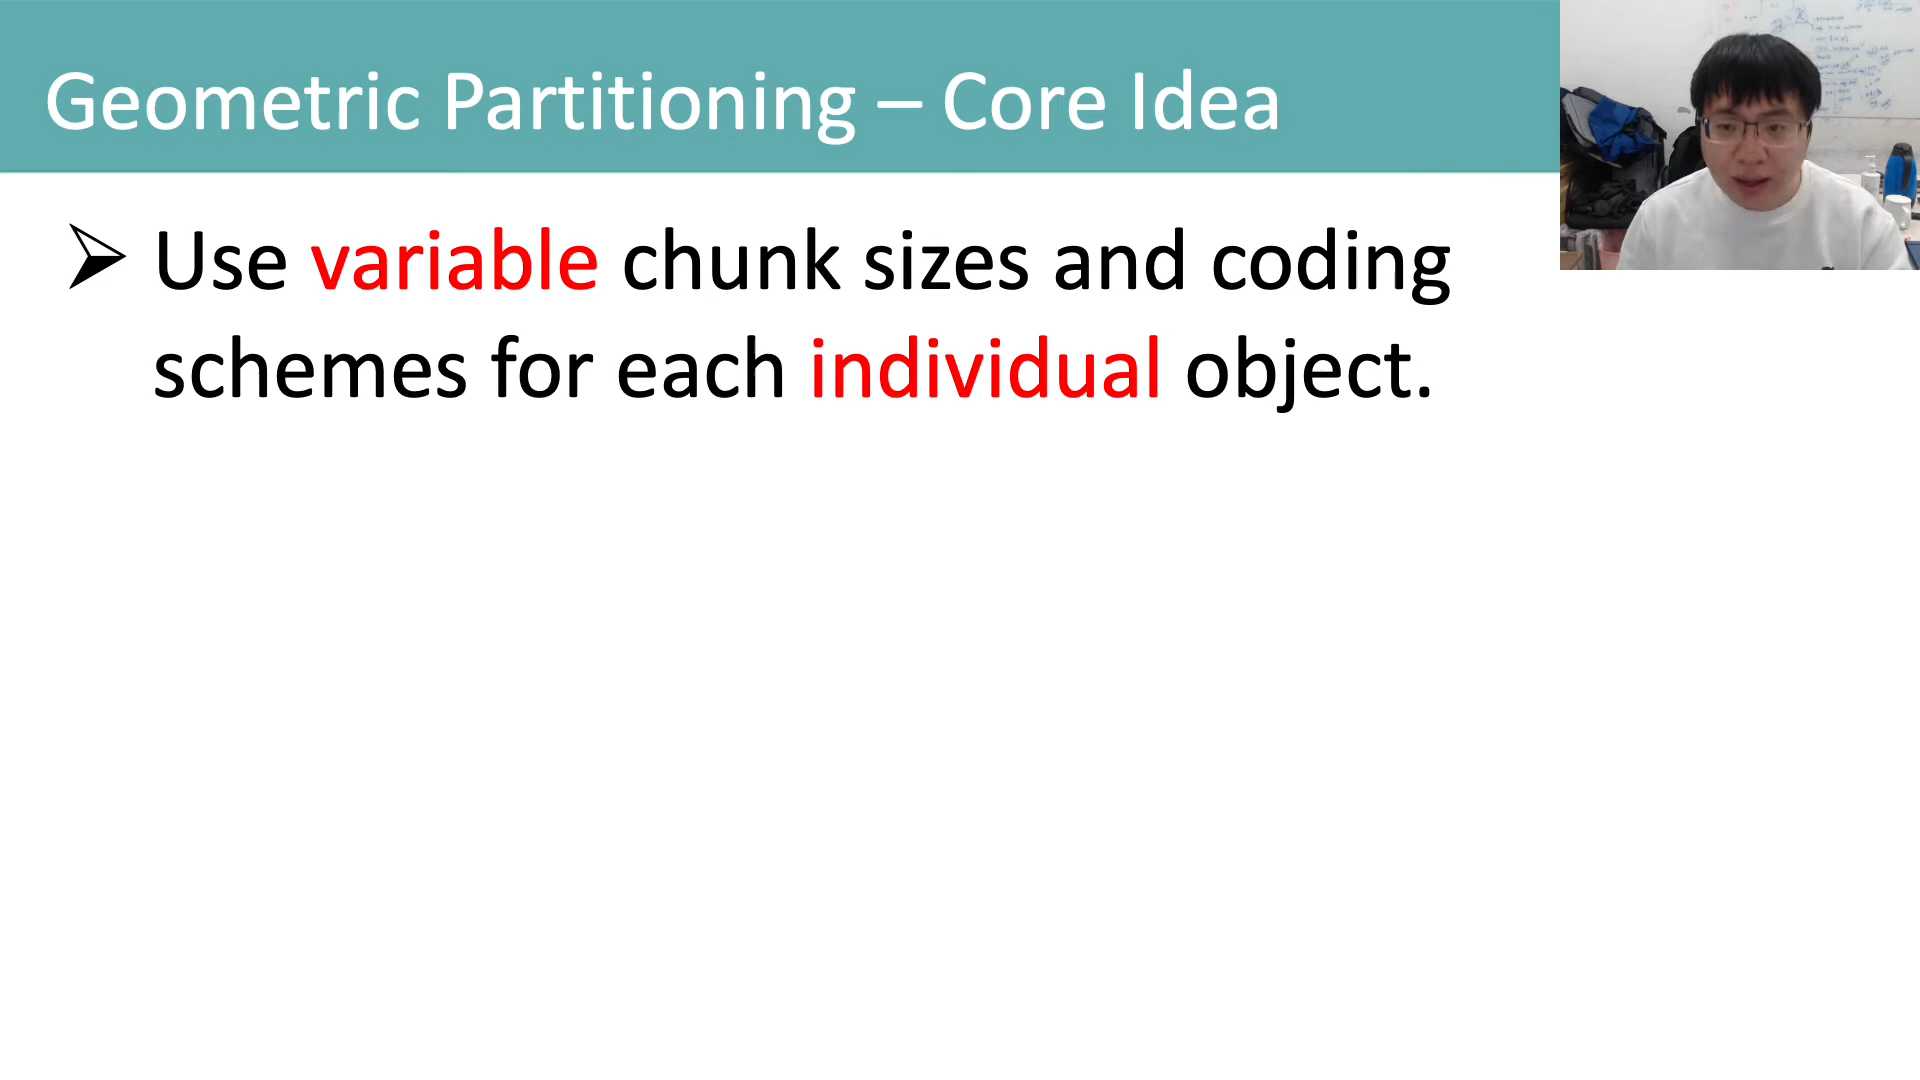 Geometric Partitioning – Core Idea
➢ Use variable chunk sizes and coding
schemes for each individual object.